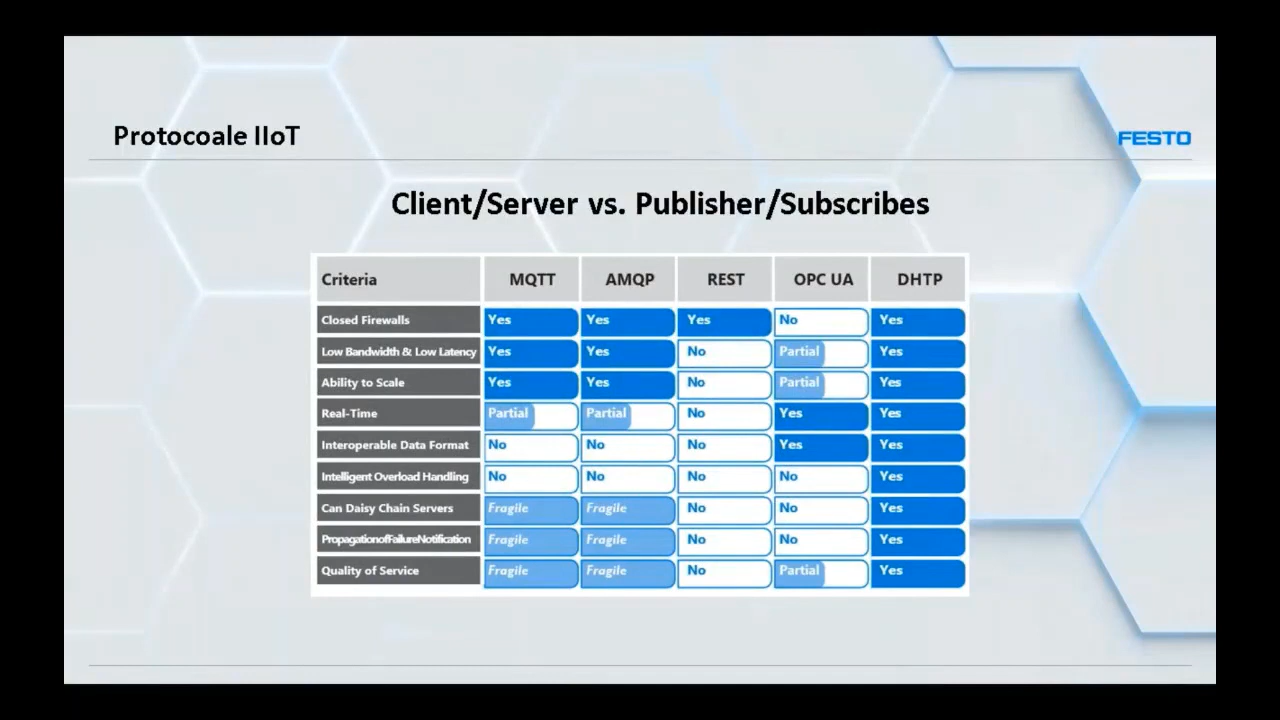 Protocoale IIoT
FESTO
Client/Server vs. Publisher/Subscribes
Criteria MQTT AMQP REST OPC UA DHTP
Closed Firewalls Yes Yes Yes No Yes
Low Bandwidth & Low Latency Yes Yes No Partial Yes
Ability to Scale Yes Yes No Partial Yes
Real-Time Partial Partial No Yes Yes
Interoperable Data Format No No No Yes Yes
Intelligent Overload Handling No No No No Yes
Can Daisy Chain Servers Fragile Fragile No No Yes
Propagation of Failure Notification Fragile Fragile No No Yes
Quality of Service Fragile Fragile No Partial Yes